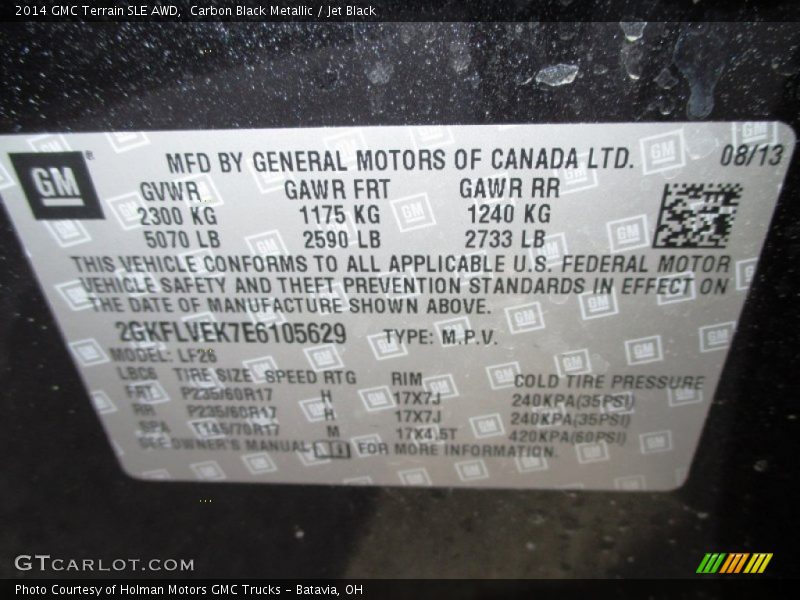 2014 GMC Terrain SLE AWD,  Carbon Black Metallic / Jet Black
GM
MFD BY GENERAL MOTORS OF CANADA LTD. 08/13
GVWR GAWR FRT GAWR RR
2300 KG 1175 KG 1240 KG
5070 LB 2590 LB 2733 LB
THIS VEHICLE CONFORMS TO ALL APPLICABLE U.S. FEDERAL MOTOR
VEHICLE SAFETY AND THEFT PREVENTION STANDARDS IN EFFECT ON
THE DATE OF MANUFACTURE SHOWN ABOVE.
2GKFLVEK7E6105629 TYPE: M.P.V.
MODEL: LF26
LBC6 TIRE SIZE SPEED RTG RIM COLD TIRE PRESSURE
FRT P235/60R17 H 17X7J 240KPA(35PSI)
RR P235/60R17 H 17X7J 240KPA(35PSI)
SPA T145/70R17 M 17X4.5T 420KPA(60PSI)
SEE OWNER'S MANUAL FOR MORE INFORMATION.
GTCARLOT.COM
Photo Courtesy of Holman Motors GMC Trucks - Batavia, OH